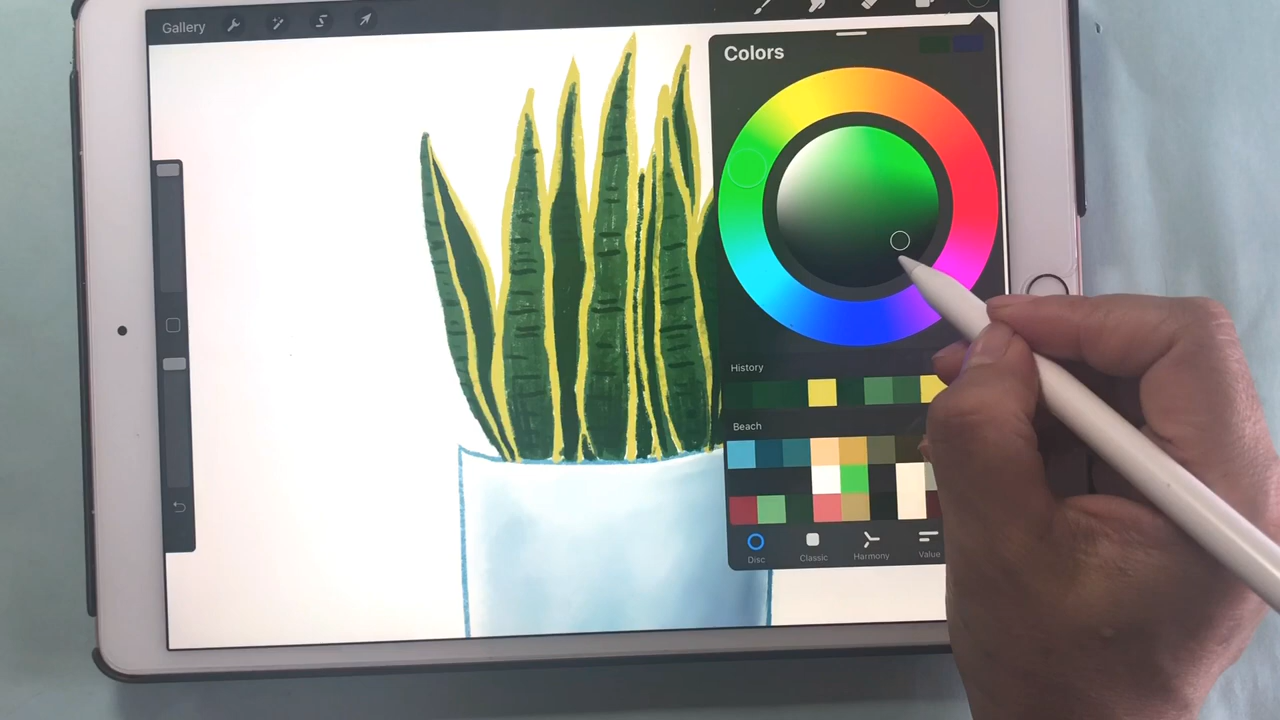 Gallery
Colors
History
Beach
Disc
Classic
Harmony
Value